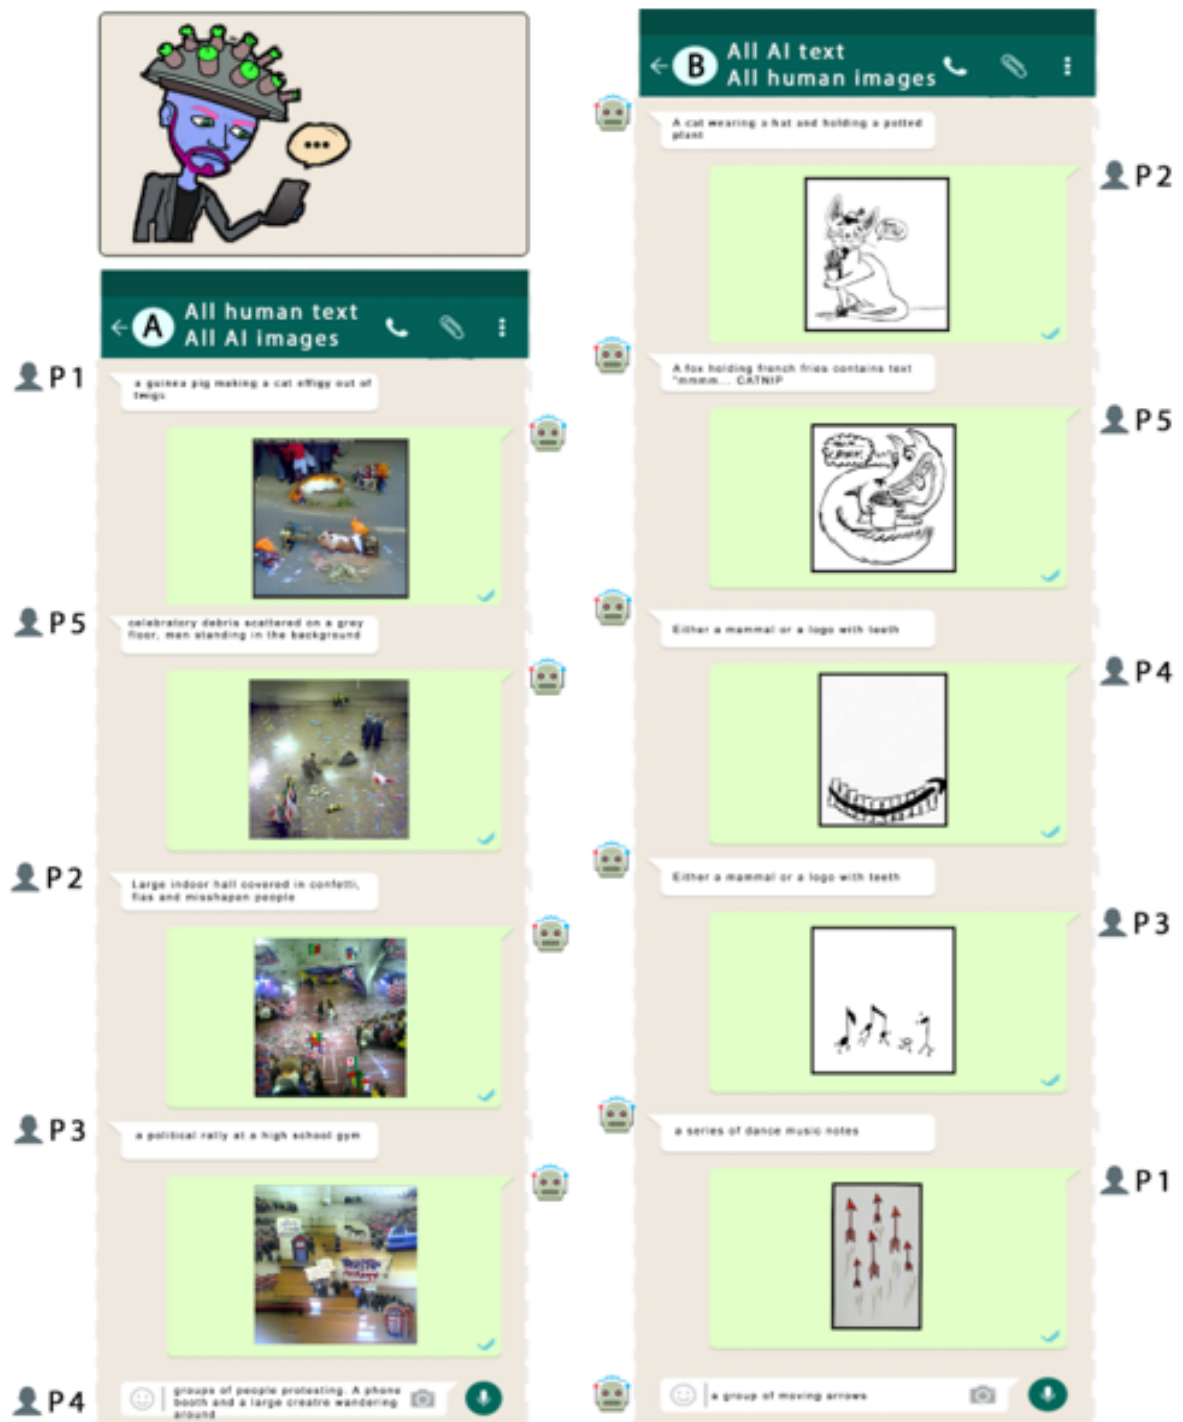 ...
A
All human text
All AI images
P1
a guinea pig making a cat effigy out of
twigs
P5
celebratory debris scattered on a grey
floor, men standing in the background
P2
Large indoor hall covered in confetti,
flas and misshapen people
P3
a political rally at a high school gym
P4
groups of people protesting. A phone
booth and a large creatre wandering
around
B
All AI text
All human images
A cat wearing a hat and holding a potted
plant
P2
A fox holding french fries contains text
"mmmm... CATNIP
P5
Either a mammal or a logo with teeth
P4
Either a mammal or a logo with teeth
P3
a series of dance music notes
P1
a group of moving arrows